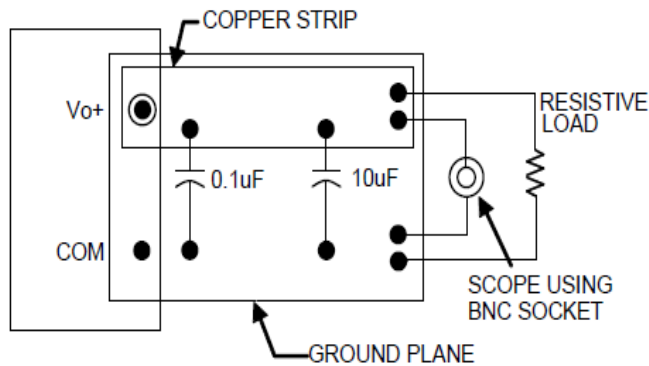 COPPER STRIP
Vo+
RESISTIVE
LOAD
0.1uF
10uF
COM
SCOPE USING
BNC SOCKET
GROUND PLANE